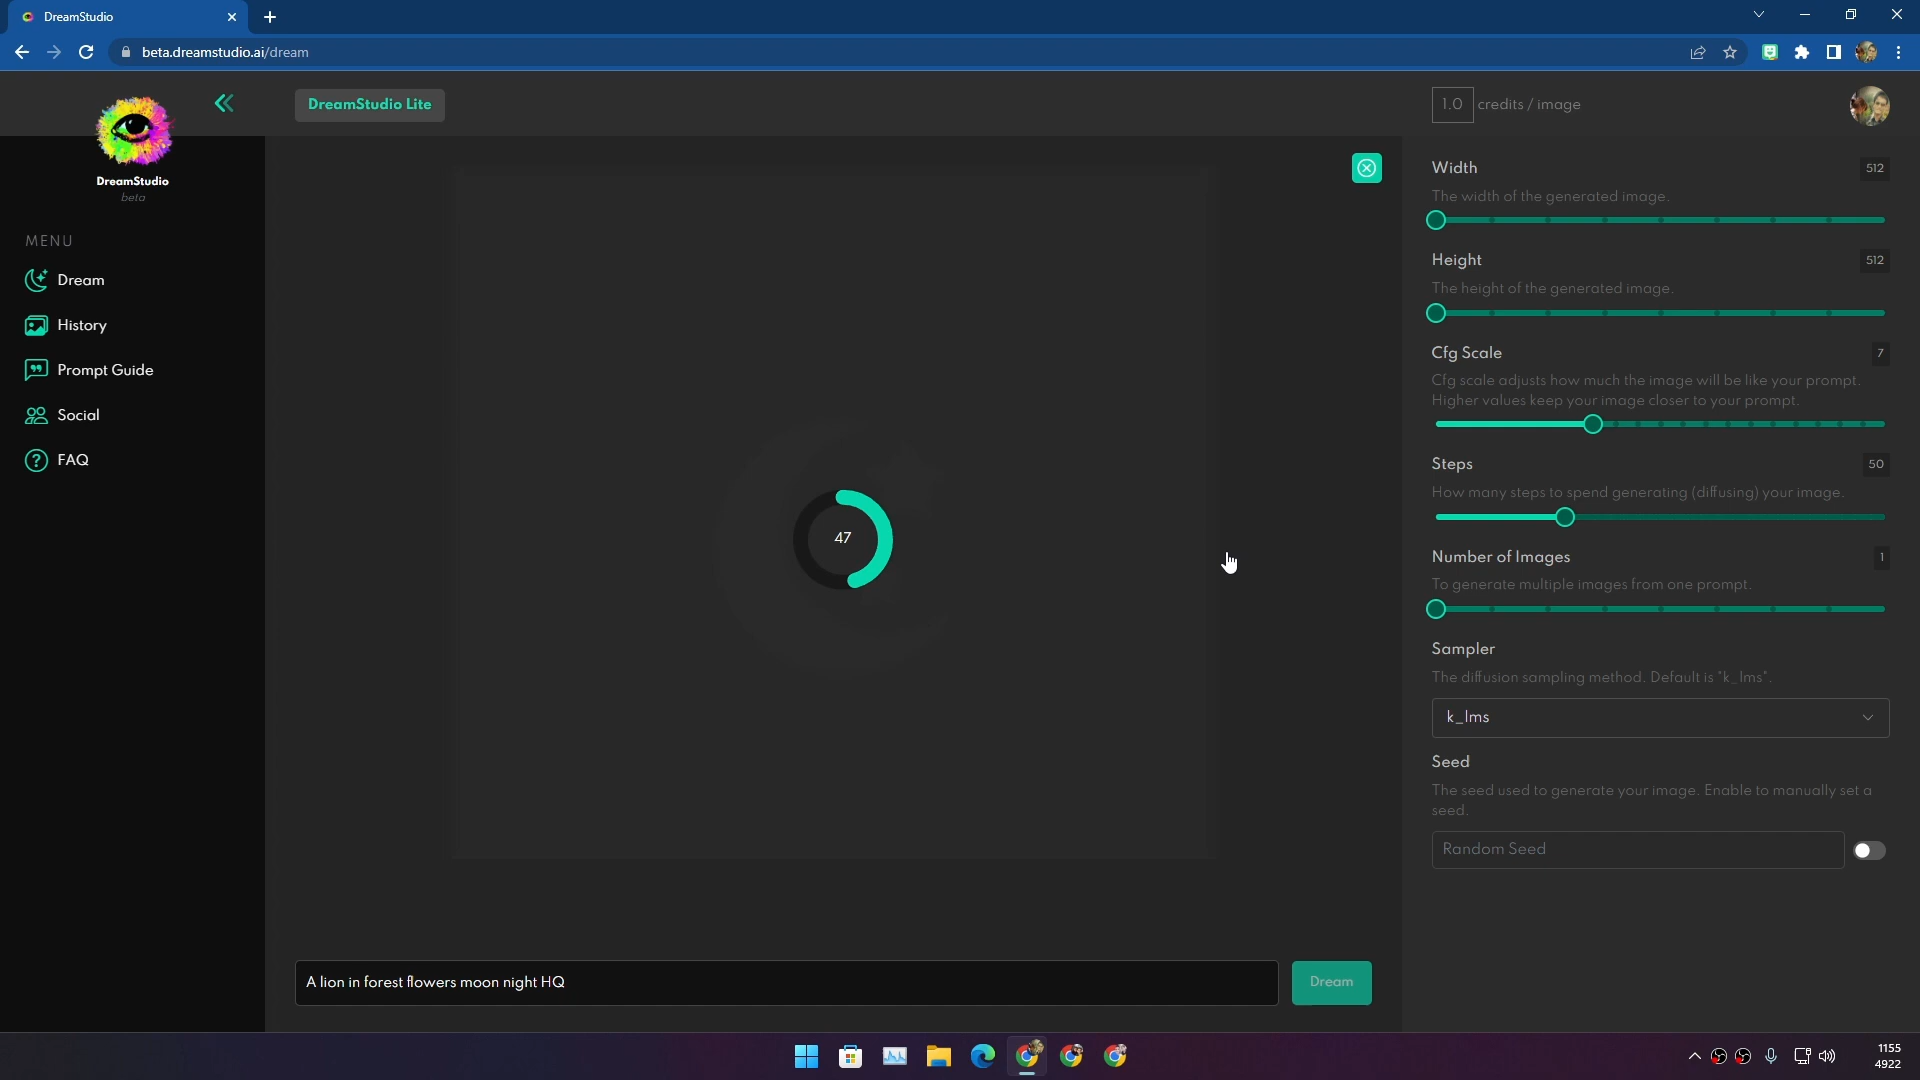 DreamStudio
beta.dreamstudio.ai/dream
DreamStudio Lite
1.0 credits / image
DreamStudio
beta
MENU
Dream
History
Prompt Guide
Social
FAQ
47
A lion in forest flowers moon night HQ
Dream
Width 512
The width of the generated image.
Height 512
The height of the generated image.
Cfg Scale 7
Cfg scale adjusts how much the image will be like your prompt.
Higher values keep your image closer to your prompt.
Steps 50
How many steps to spend generating (diffusing) your image.
Number of Images 1
To generate multiple images from one prompt.
Sampler
The diffusion sampling method. Default is "k_lms".
k_lms
Seed
The seed used to generate your image. Enable to manually set a
seed.
Random Seed
1155
4922